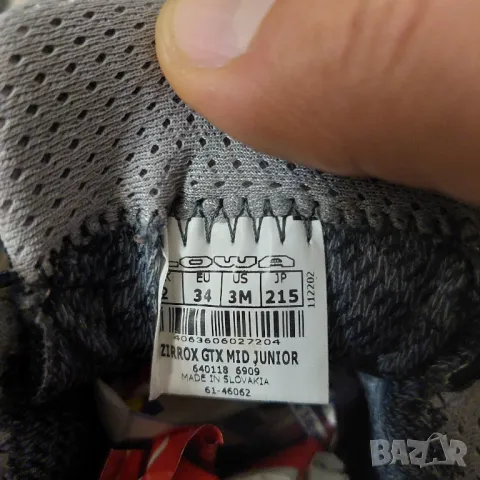 LOWA
EU US JP
2 34 3M 215
112202
4063606027204
ZIRROX GTX MID JUNIOR
640118 6909
MADE IN SLOVAKIA
61-46062
BAZAR